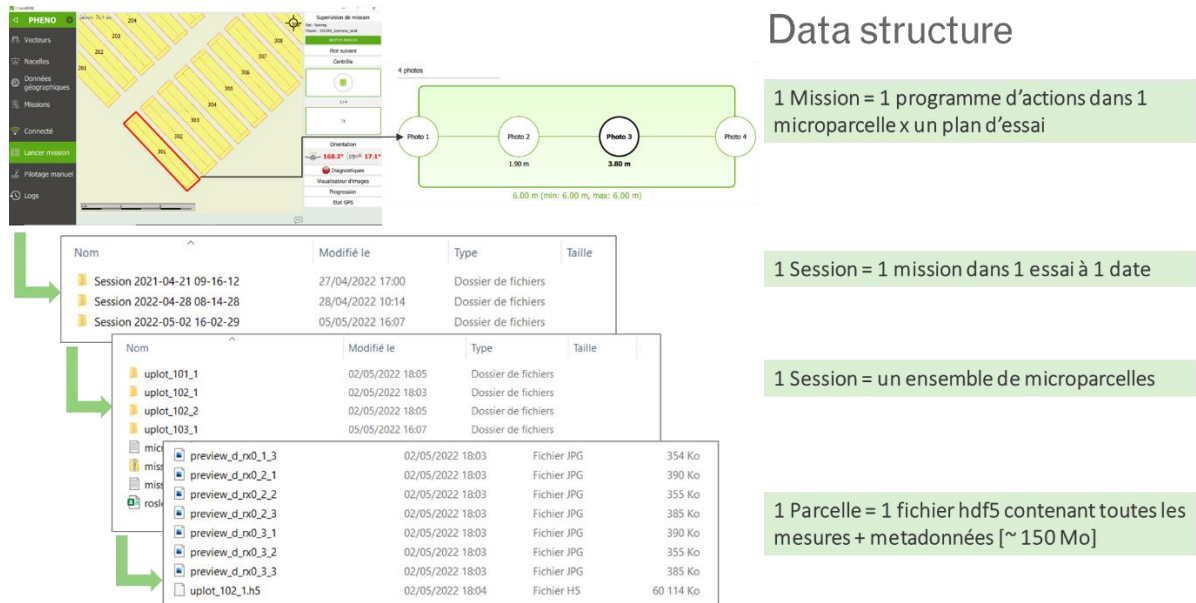 Data structure
PHENO
Vecteurs
Nacelles
Données
géographiques
Missions
Connecté
Lancer mission
Pilotage manuel
Logs
204
203
202
201
308
307
306
305
304
303
302
301
Supervision de mission
Plot suivant
Contrôle
1 / 4
Orientation
168.2° 17.1°
Diagnostiques
Visualisateur d'images
Progression
Etat GPS
4 photos
Photo 1
Photo 2
Photo 3
Photo 4
1.90 m
3.80 m
6.00 m (min: 6.00 m, max: 6.00 m)
1 Mission = 1 programme d'actions dans 1
microparcelle x un plan d'essai
Nom Modifié le Type Taille
Session 2021-04-21 09-16-12 27/04/2022 17:00 Dossier de fichiers
Session 2022-04-28 08-14-28 28/04/2022 10:14 Dossier de fichiers
Session 2022-05-02 16-02-29 05/05/2022 16:07 Dossier de fichiers
1 Session = 1 mission dans 1 essai à 1 date
Nom Modifié le Type Taille
uplot_101_1 02/05/2022 18:05 Dossier de fichiers
uplot_102_1 02/05/2022 18:03 Dossier de fichiers
uplot_102_2 02/05/2022 18:05 Dossier de fichiers
uplot_103_1 05/05/2022 16:07 Dossier de fichiers
micr
miss
miss
rosle
1 Session = un ensemble de microparcelles
preview_d_rx0_1_3 02/05/2022 18:03 Fichier JPG 354 Ko
preview_d_rx0_2_1 02/05/2022 18:03 Fichier JPG 390 Ko
preview_d_rx0_2_2 02/05/2022 18:03 Fichier JPG 355 Ko
preview_d_rx0_2_3 02/05/2022 18:03 Fichier JPG 385 Ko
preview_d_rx0_3_1 02/05/2022 18:03 Fichier JPG 390 Ko
preview_d_rx0_3_2 02/05/2022 18:03 Fichier JPG 355 Ko
preview_d_rx0_3_3 02/05/2022 18:03 Fichier JPG 385 Ko
uplot_102_1.h5 02/05/2022 18:04 Fichier H5 60 114 Ko
1 Parcelle = 1 fichier hdf5 contenant toutes les
mesures + metadonnées [~ 150 Mo]